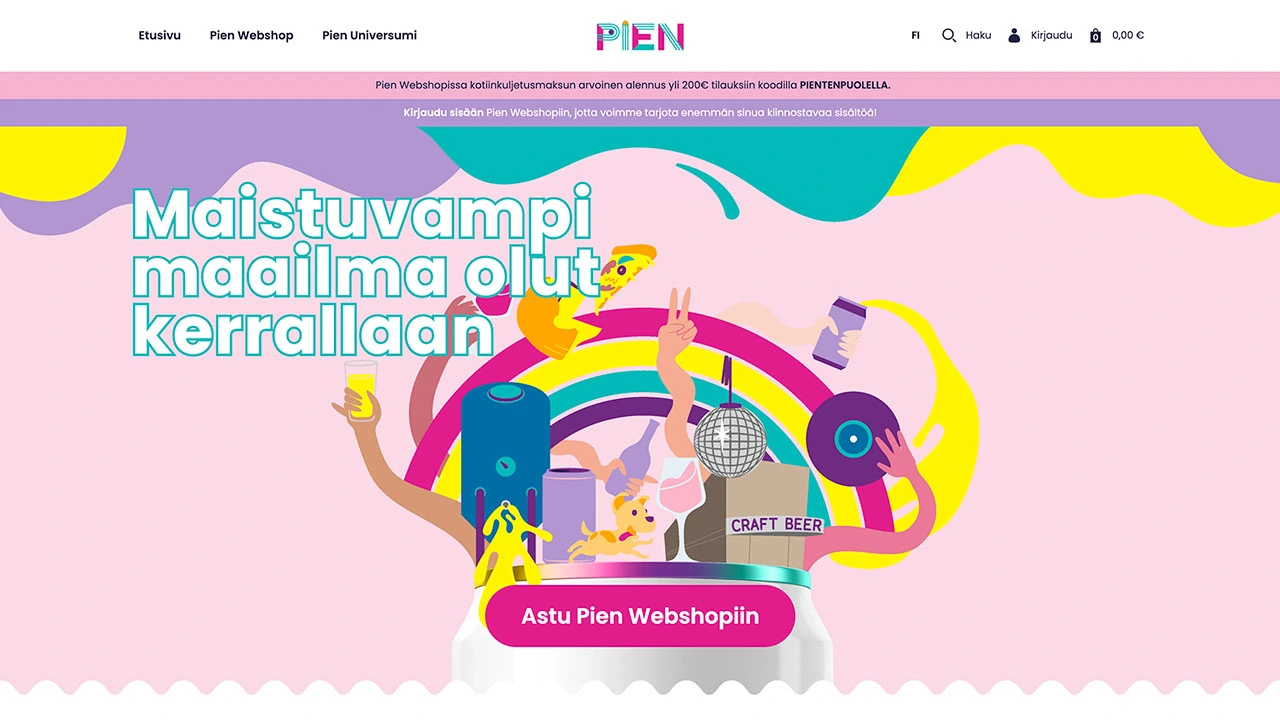 Etusivu
Pien Webshop
Pien Universumi
PIEN
FI
Haku
Kirjaudu
0
0,00 €
Pien Webshopissa kotiinkuljetusmaksun arvoinen alennus yli 200€ tilauksiin koodilla PIENTENPUOLELLA.
Kirjaudu sisään Pien Webshopiin, jotta voimme tarjota enemmän sinua kiinnostavaa sisältöä!
Maistuvampi
maailma olut
kerrallaan
CRAFT BEER
Astu Pien Webshopiin